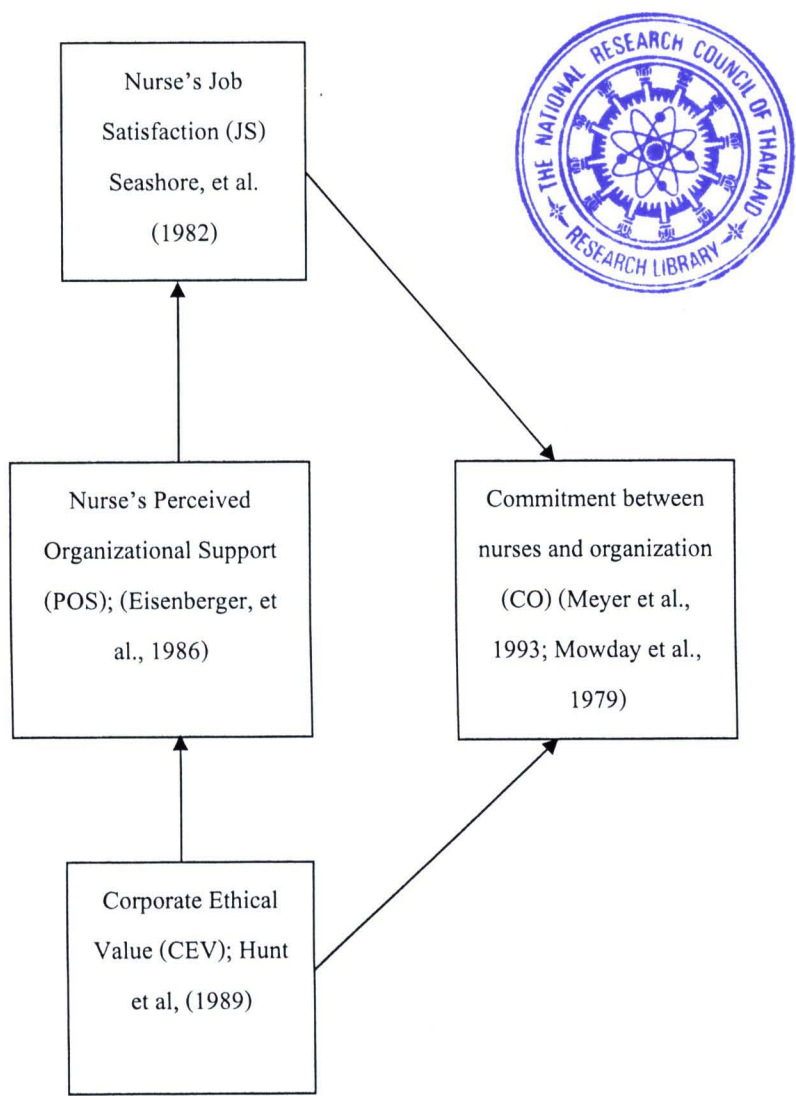 Nurse's Job
Satisfaction (JS)
Seashore, et al.
(1982)
THE NATIONAL RESEARCH COUNCIL OF THAILAND
RESEARCH LIBRARY
Nurse's Perceived
Organizational Support
(POS); (Eisenberger, et
al., 1986)
Commitment between
nurses and organization
(CO) (Meyer et al.,
1993; Mowday et al.,
1979)
Corporate Ethical
Value (CEV); Hunt
et al, (1989)